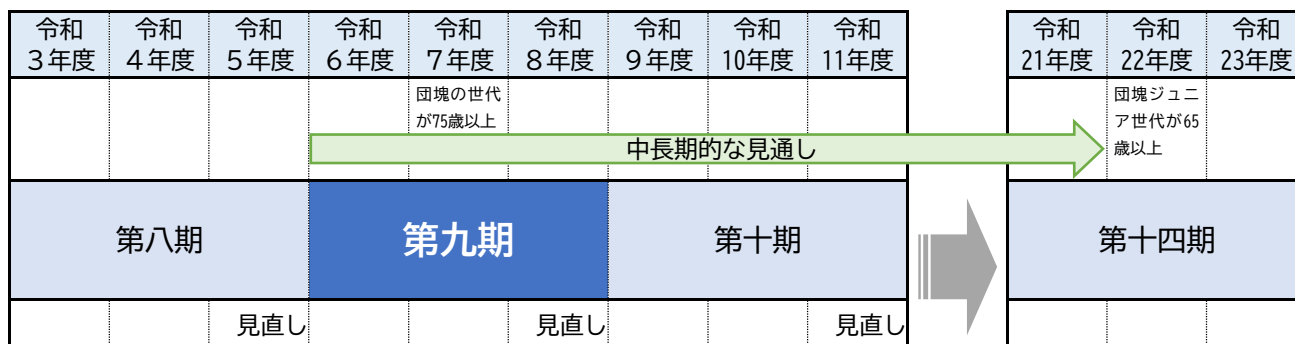 令和 令和 令和 令和 令和 令和 令和 令和 令和 令和 令和 令和
３年度 ４年度 ５年度 ６年度 ７年度 ８年度 ９年度 10年度 11年度 21年度 22年度 23年度
団塊の世代
が75歳以上
団塊ジュニ
ア世代が65
歳以上
中長期的な見通し
第八期 第九期 第十期 第十四期
見直し 見直し 見直し